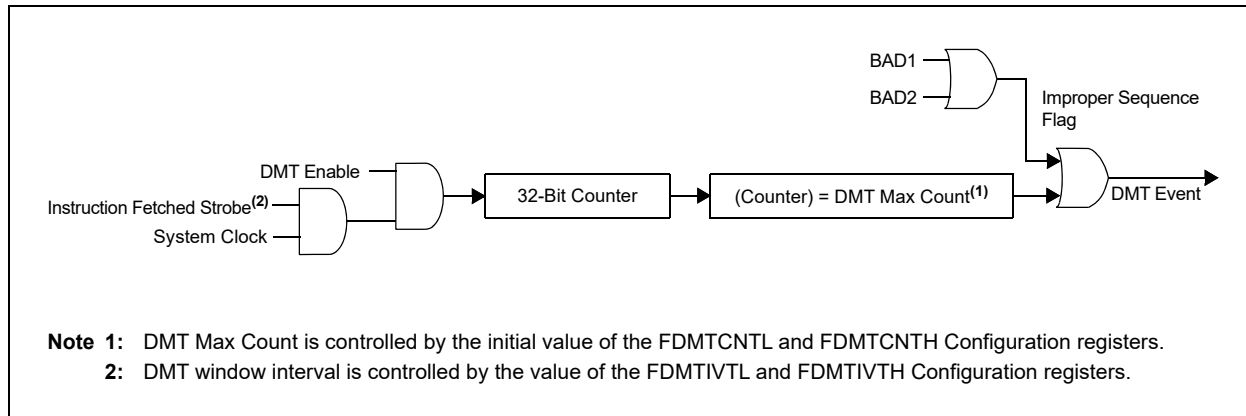 BAD1
BAD2
Improper Sequence
Flag
DMT Enable
Instruction Fetched Strobe(2)
System Clock
32-Bit Counter
(Counter) = DMT Max Count(1)
DMT Event
Note 1: DMT Max Count is controlled by the initial value of the FDMTCNTL and FDMTCNTH Configuration registers.
2: DMT window interval is controlled by the value of the FDMTIVTL and FDMTIVTH Configuration registers.